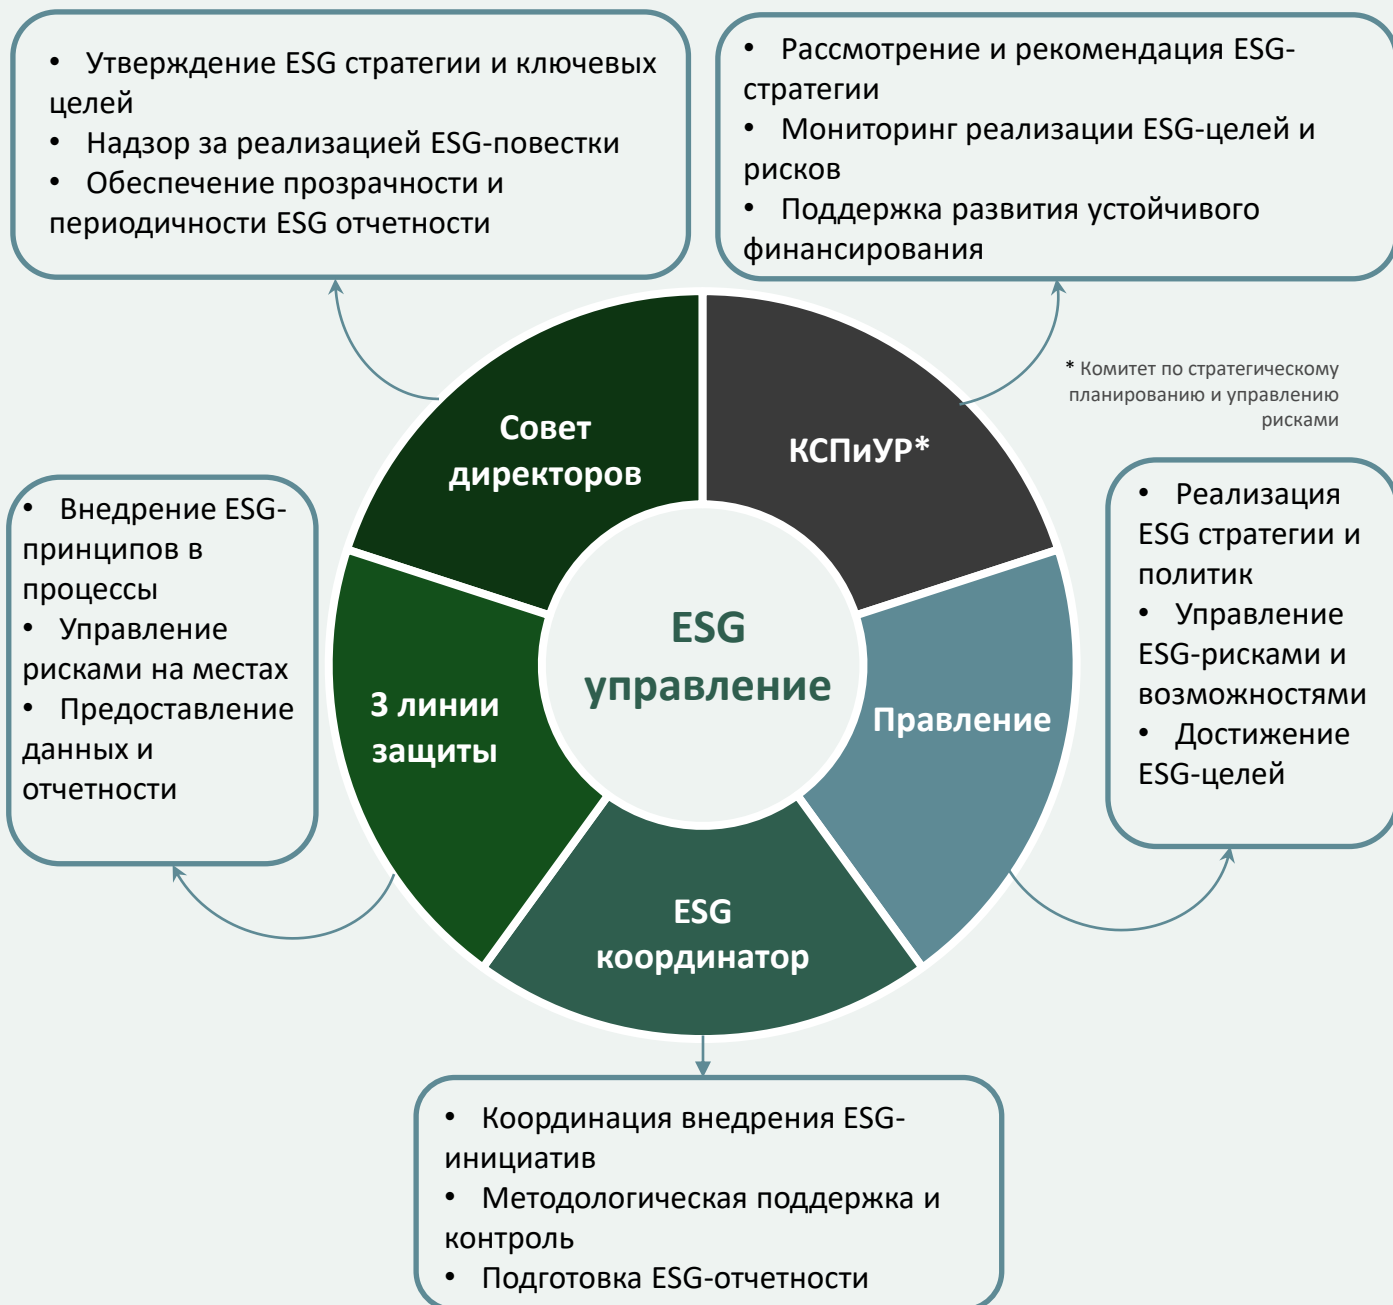 • Утверждение ESG стратегии и ключевых
целей
• Надзор за реализацией ESG-повестки
• Обеспечение прозрачности и
периодичности ESG отчетности
• Рассмотрение и рекомендация ESG-
стратегии
• Мониторинг реализации ESG-целей и
рисков
• Поддержка развития устойчивого
финансирования
* Комитет по стратегическому
планированию и управлению
рисками
Совет
директоров
КСПиУР*
• Внедрение ESG-
принципов в
процессы
• Управление
рисками на местах
• Предоставление
данных и
отчетности
3 линии
защиты
ESG
управление
Правление
• Реализация
ESG стратегии и
политик
• Управление
ESG-рисками и
возможностями
• Достижение
ESG-целей
ESG
координатор
• Координация внедрения ESG-
инициатив
• Методологическая поддержка и
контроль
• Подготовка ESG-отчетности